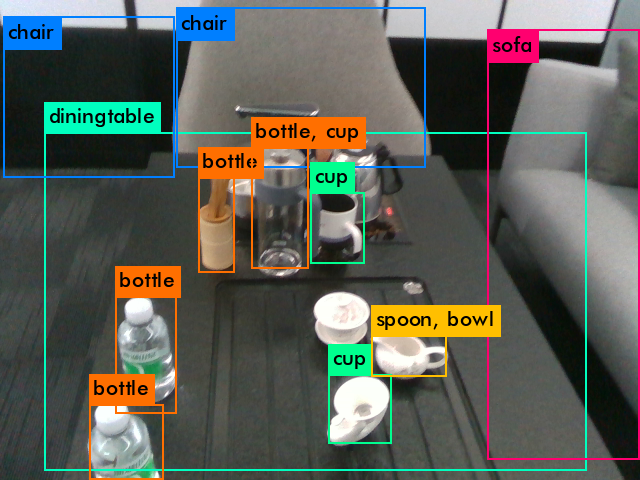 chair
chair
sofa
diningtable
bottle, cup
bottle
cup
bottle
spoon, bowl
cup
bottle